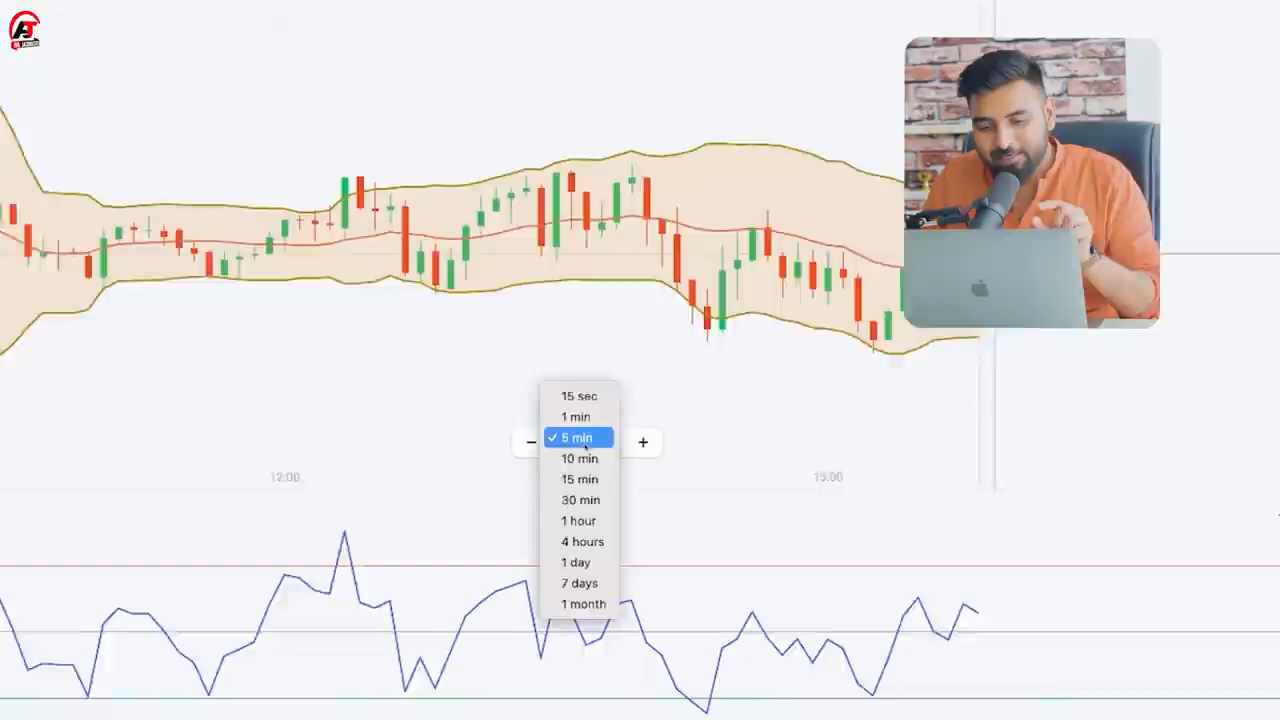 AT
15 sec
1 min
✓ 5 min
10 min
− +
15 min
12:00
15:00
30 min
1 hour
4 hours
1 day
7 days
1 month